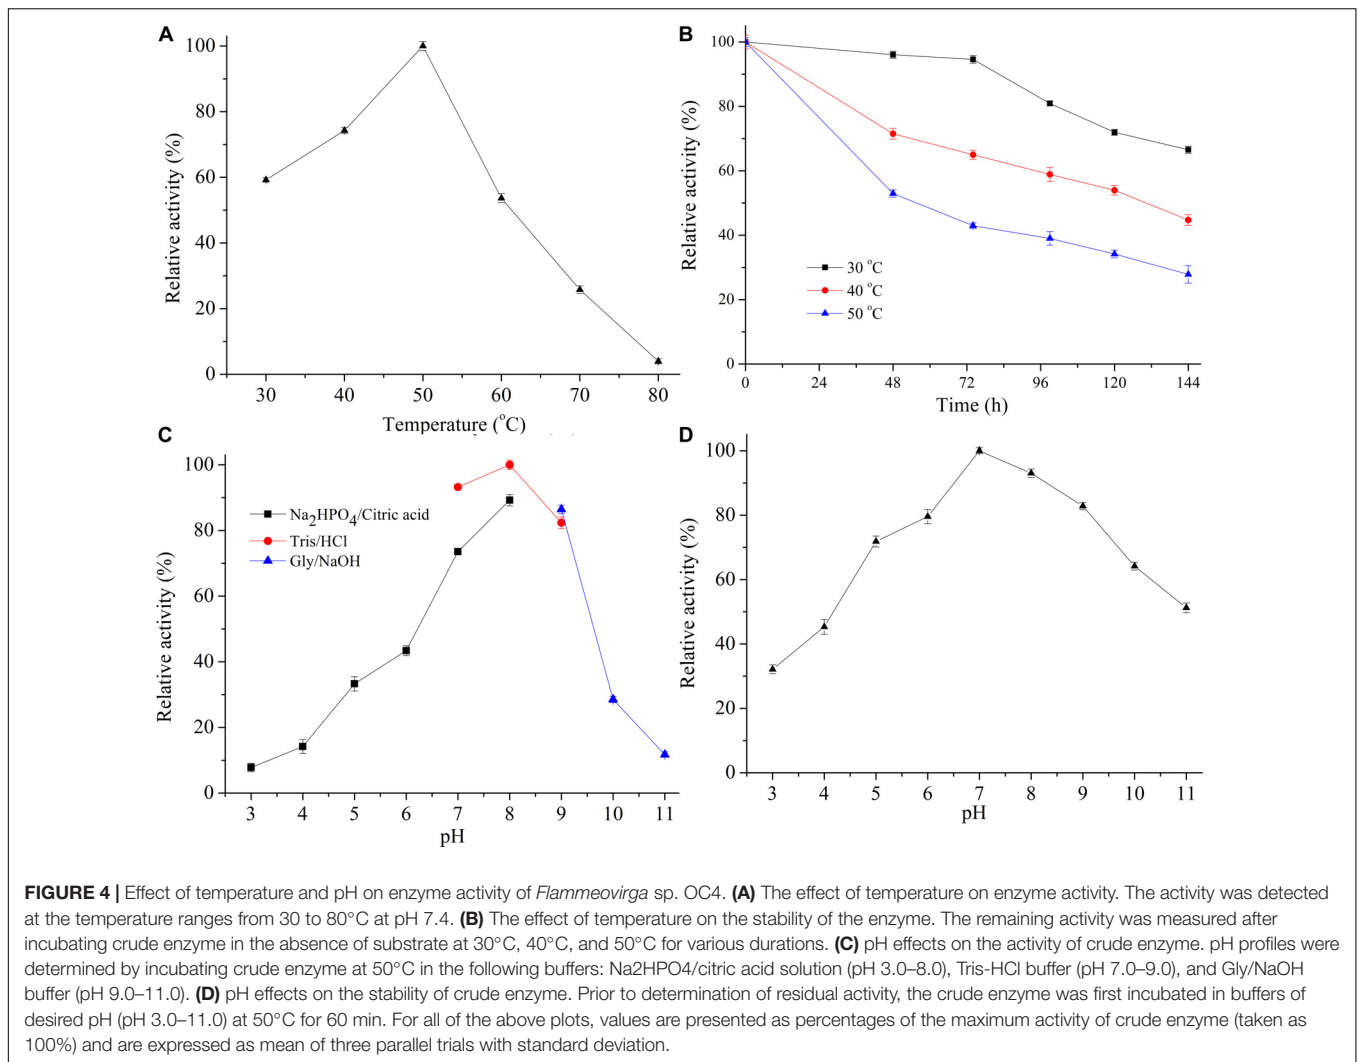 A
100
80
60
40
20
0
Relative activity (%)
30 40 50 60 70 80
Temperature (°C)
B
100
80
60
40
20
0
Relative activity (%)
30 °C
40 °C
50 °C
0 24 48 72 96 120 144
Time (h)
C
100
80
60
40
20
0
Relative activity (%)
Na2HPO4/Citric acid
Tris/HCl
Gly/NaOH
3 4 5 6 7 8 9 10 11
pH
D
100
80
60
40
20
0
Relative activity (%)
3 4 5 6 7 8 9 10 11
pH
FIGURE 4 | Effect of temperature and pH on enzyme activity of Flammeovirga sp. OC4. (A) The effect of temperature on enzyme activity. The activity was detected
at the temperature ranges from 30 to 80°C at pH 7.4. (B) The effect of temperature on the stability of the enzyme. The remaining activity was measured after
incubating crude enzyme in the absence of substrate at 30°C, 40°C, and 50°C for various durations. (C) pH effects on the activity of crude enzyme. pH profiles were
determined by incubating crude enzyme at 50°C in the following buffers: Na2HPO4/citric acid solution (pH 3.0–8.0), Tris-HCl buffer (pH 7.0–9.0), and Gly/NaOH
buffer (pH 9.0–11.0). (D) pH effects on the stability of crude enzyme. Prior to determination of residual activity, the crude enzyme was first incubated in buffers of
desired pH (pH 3.0–11.0) at 50°C for 60 min. For all of the above plots, values are presented as percentages of the maximum activity of crude enzyme (taken as
100%) and are expressed as mean of three parallel trials with standard deviation.